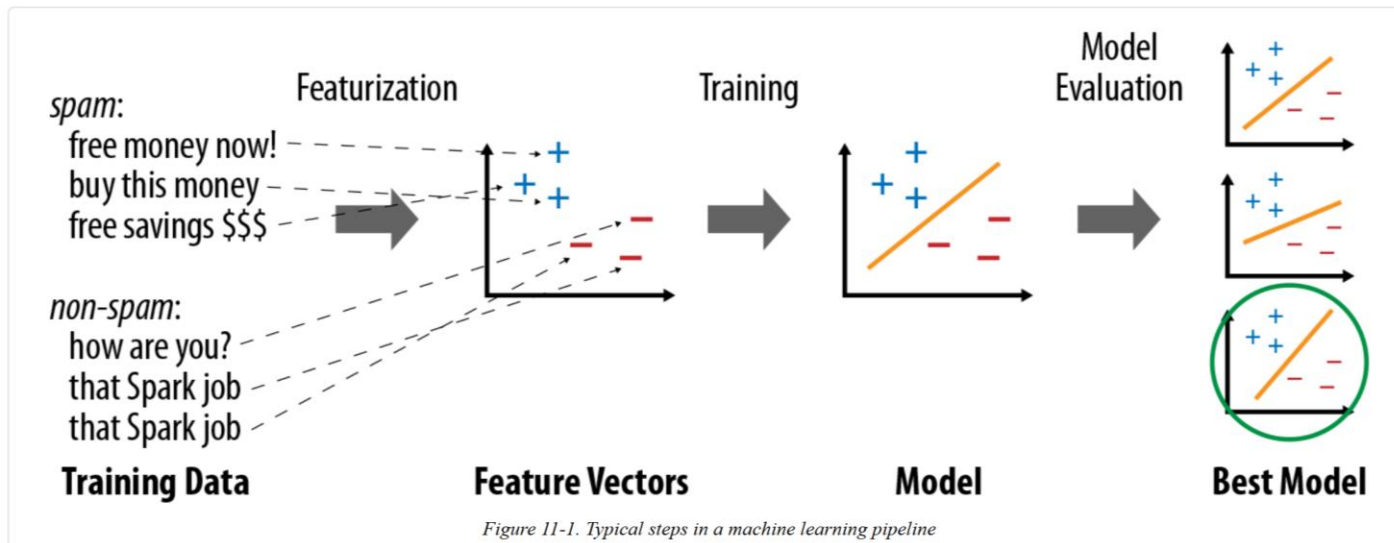 spam:
free money now!
buy this money
free savings $$$
non-spam:
how are you?
that Spark job
that Spark job
Training Data
Featurization
Feature Vectors
Training
Model
Model
Evaluation
Best Model
Figure 11-1. Typical steps in a machine learning pipeline